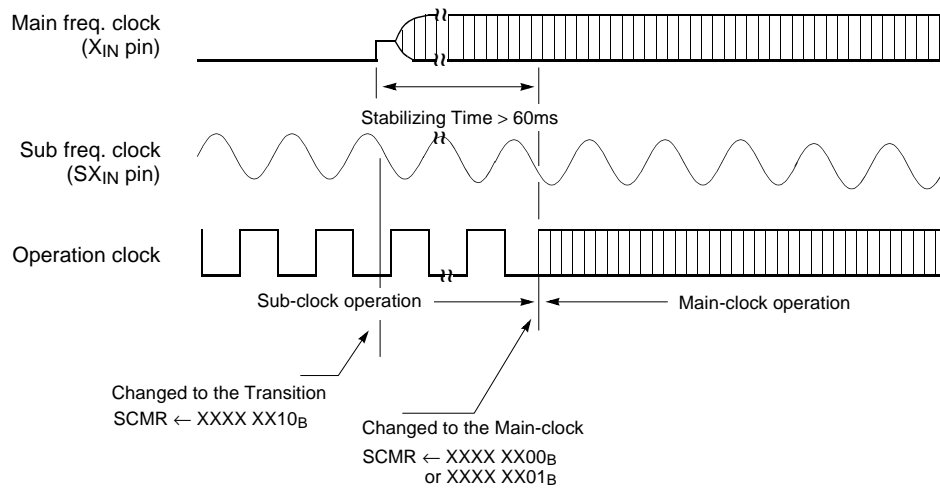 Main freq. clock
(XIN pin)
Stabilizing Time > 60ms
Sub freq. clock
(SXIN pin)
Operation clock
Sub-clock operation
Main-clock operation
Changed to the Transition
SCMR ← XXXX XX10B
Changed to the Main-clock
SCMR ← XXXX XX00B
or XXXX XX01B